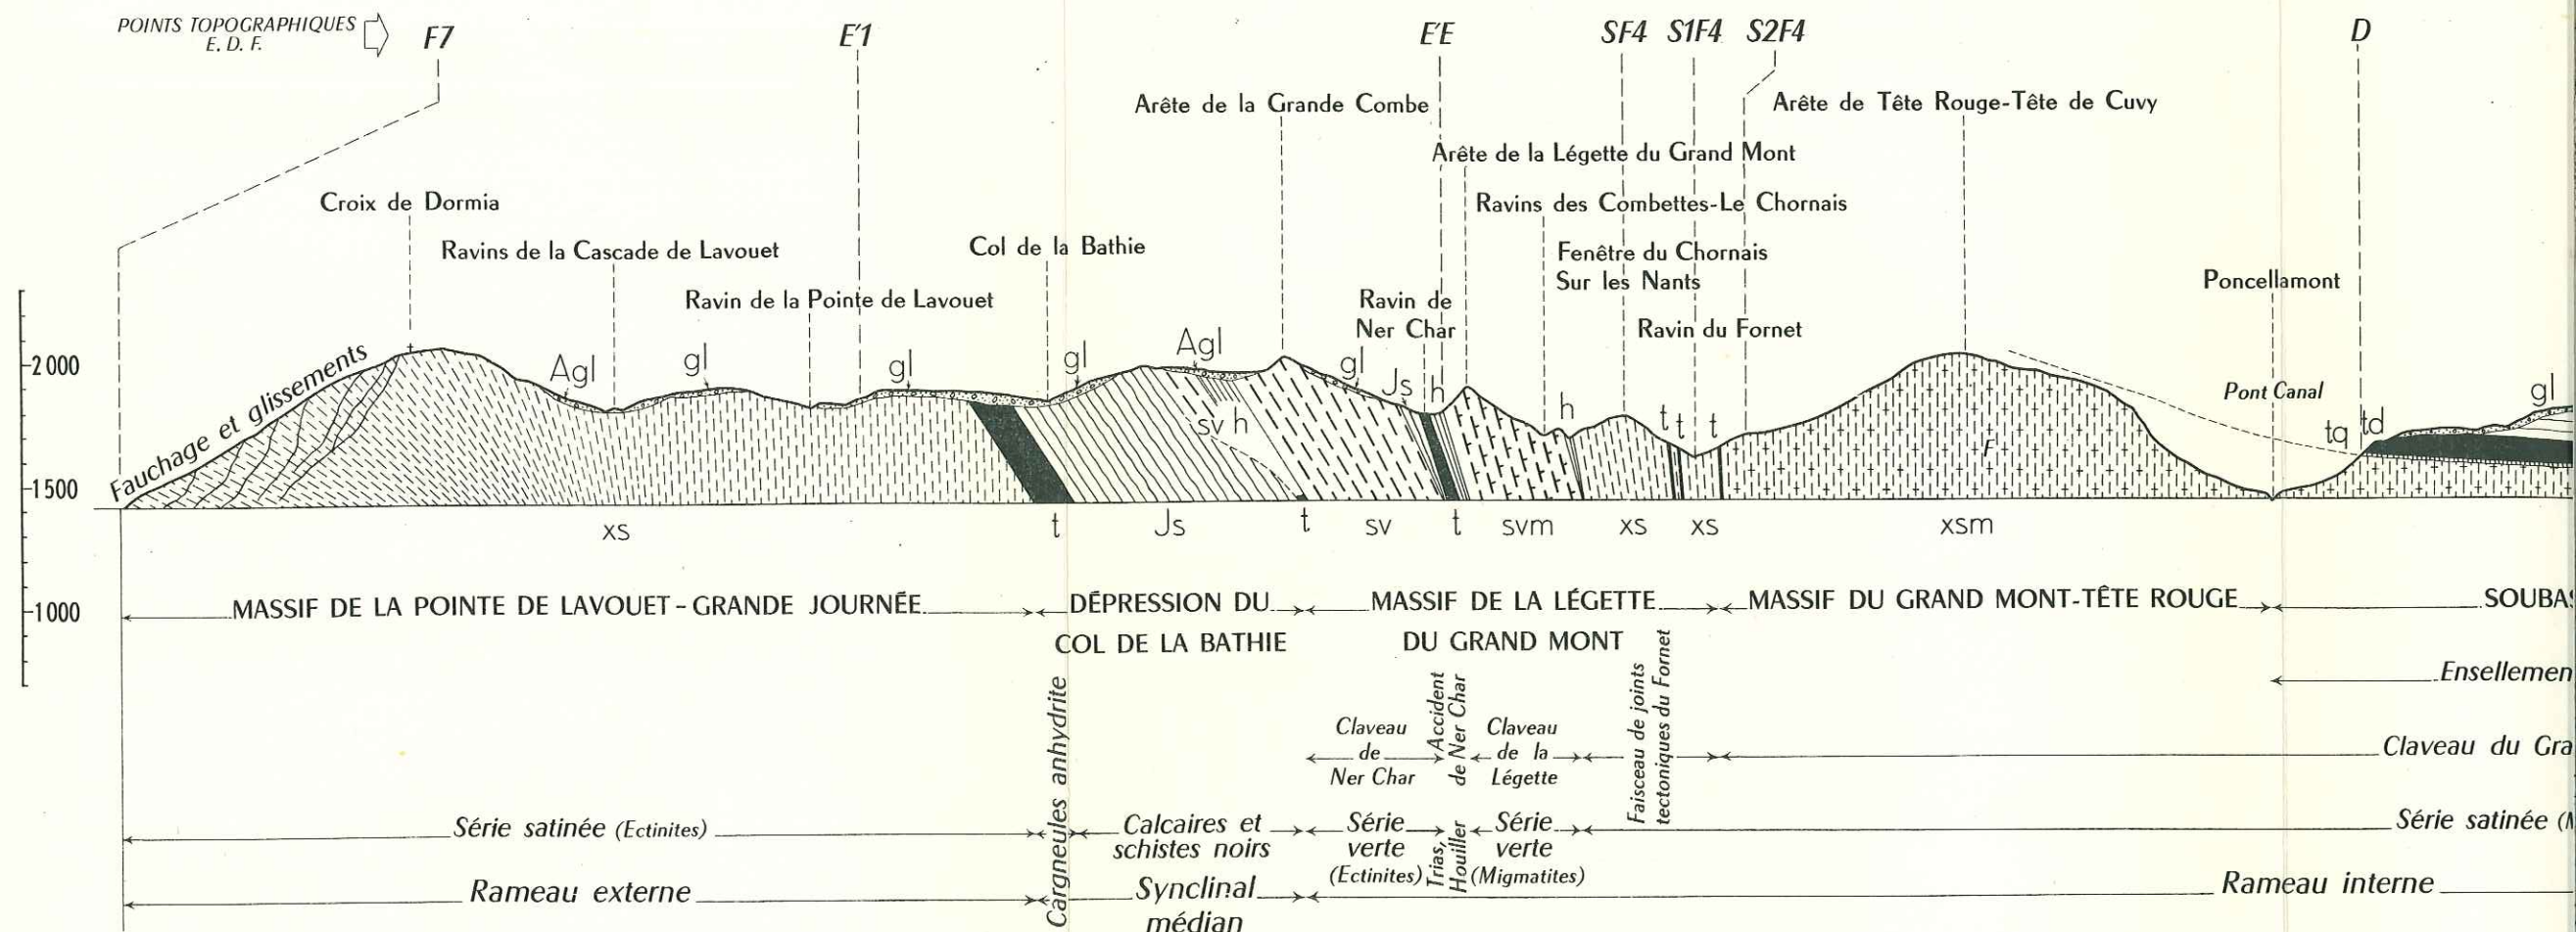 POINTS TOPOGRAPHIQUES
E. D. F.
F7
E'1
E'E
SF4
S1F4
S2F4
D
Arête de la Grande Combe
Arête de Tête Rouge-Tête de Cuvy
Arête de la Légette du Grand Mont
Croix de Dormia
Ravins des Combettes-Le Chornais
Ravins de la Cascade de Lavouet
Col de la Bathie
Fenêtre du Chornais
Sur les Nants
Poncellamont
Ravin de la Pointe de Lavouet
Ravin de
Ner Char
Ravin du Fornet
2000
1500
1000
Fauchage et glissements
Agl
gl
gl
gl
Agl
gl
Js
h
h
t
t
t
Pont Canal
tq
td
gl
sv h
F
xs
t
Js
t
sv
t
svm
xs
xs
xsm
MASSIF DE LA POINTE DE LAVOUET-GRANDE JOURNÉE
DÉPRESSION DU
COL DE LA BATHIE
MASSIF DE LA LÉGETTE
DU GRAND MONT
MASSIF DU GRAND MONT-TÊTE ROUGE
SOUBAS
Ensellemen
Cargneules anhydrite
Claveau
de
Ner Char
Accident
de Ner Char
Claveau
de la
Légette
Faisceau de joints
tectoniques du Fornet
Claveau du Gra
Série satinée (Ectinites)
Calcaires et
schistes noirs
Série
verte
(Ectinites)
Trias,
Houiller
Série
verte
(Migmatites)
Série satinée (M
Rameau externe
Synclinal
médian
Rameau interne